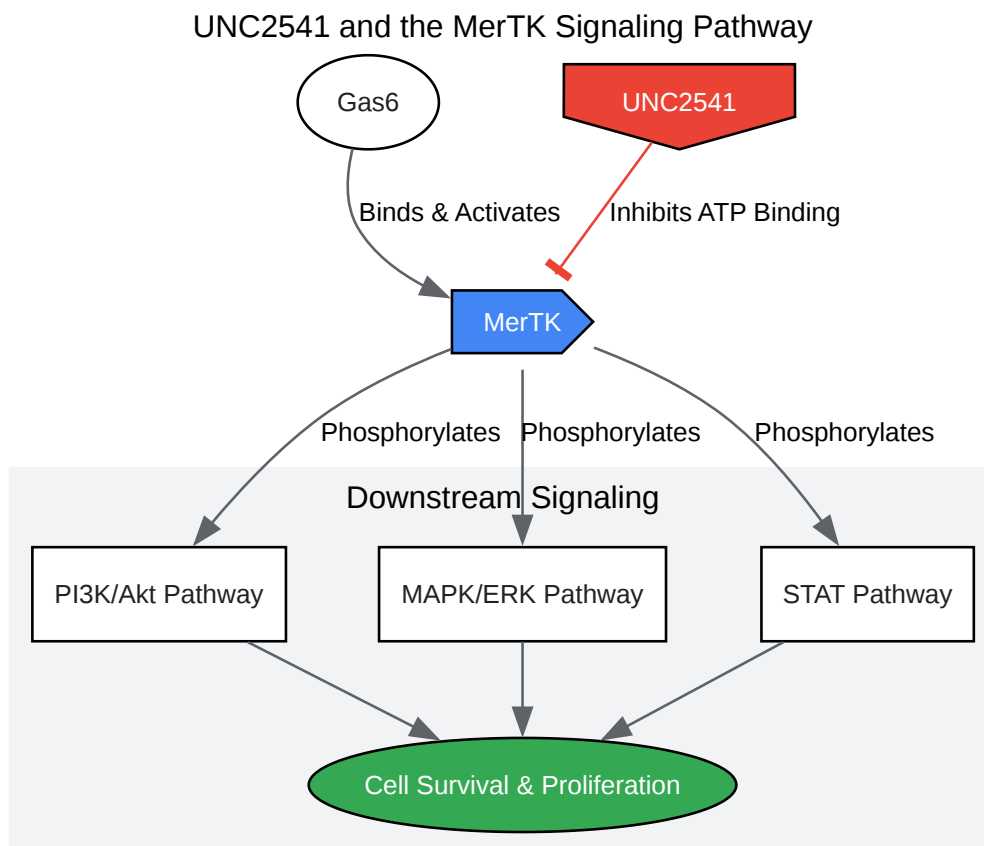 UNC2541 and the MerTK Signaling Pathway
Gas6
UNC2541
Binds & Activates
Inhibits ATP Binding
MerTK
Phosphorylates
Phosphorylates
Phosphorylates
Downstream Signaling
PI3K/Akt Pathway
MAPK/ERK Pathway
STAT Pathway
Cell Survival & Proliferation